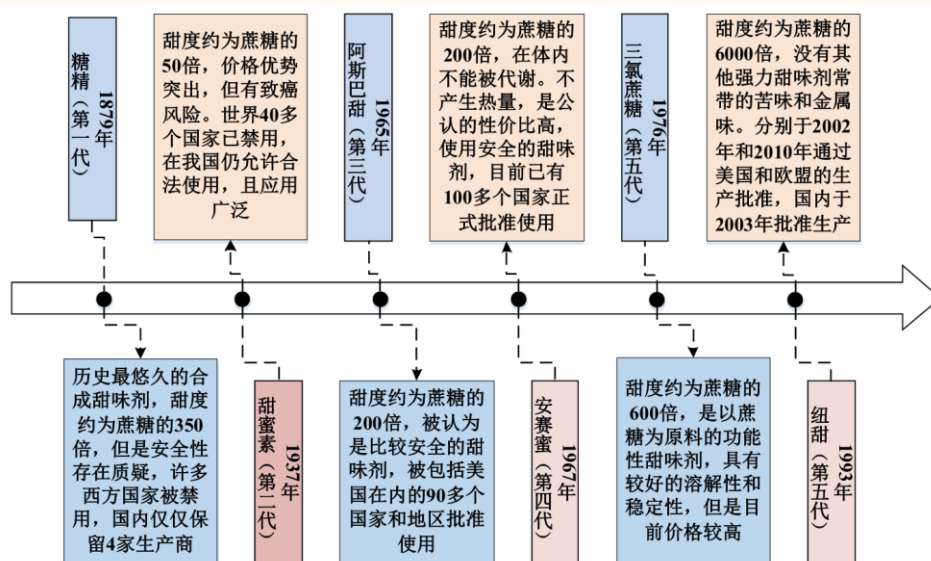 1879年
糖精（第一代）
历史最悠久的合
成甜味剂，甜度
约为蔗糖的350
倍，但是安全性
存在质疑，许多
西方国家被禁
用，国内仅仅保
留4家生产商
甜度约为蔗糖的
50倍，价格优势
突出，但有致癌
风险。世界40多
个国家已禁用，
在我国仍允许合
法使用，且应用
广泛
1937年
甜蜜素（第二代）
1965年
阿斯巴甜（第三代）
甜度约为蔗糖的
200倍，被认为
是比较安全的甜
味剂，被包括美
国在内的90多个
国家和地区批准
使用
甜度约为蔗糖的
200倍，在体内
不能被代谢。不
产生热量，是公
认的性价比高，
使用安全的甜味
剂，目前已有
100多个国家正
式批准使用
1967年
安赛蜜（第四代）
1976年
三氯蔗糖（第五代）
甜度约为蔗糖的
600倍，是以蔗
糖为原料的功能
性甜味剂，具有
较好的溶解性和
稳定性，但是目
前价格较高
甜度约为蔗糖的
6000倍，没有其
他强力甜味剂常
带的苦味和金属
味。分别于2002
年和2010年通过
美国和欧盟的生
产批准，国内于
2003年批准生产
1993年
纽甜（第五代）